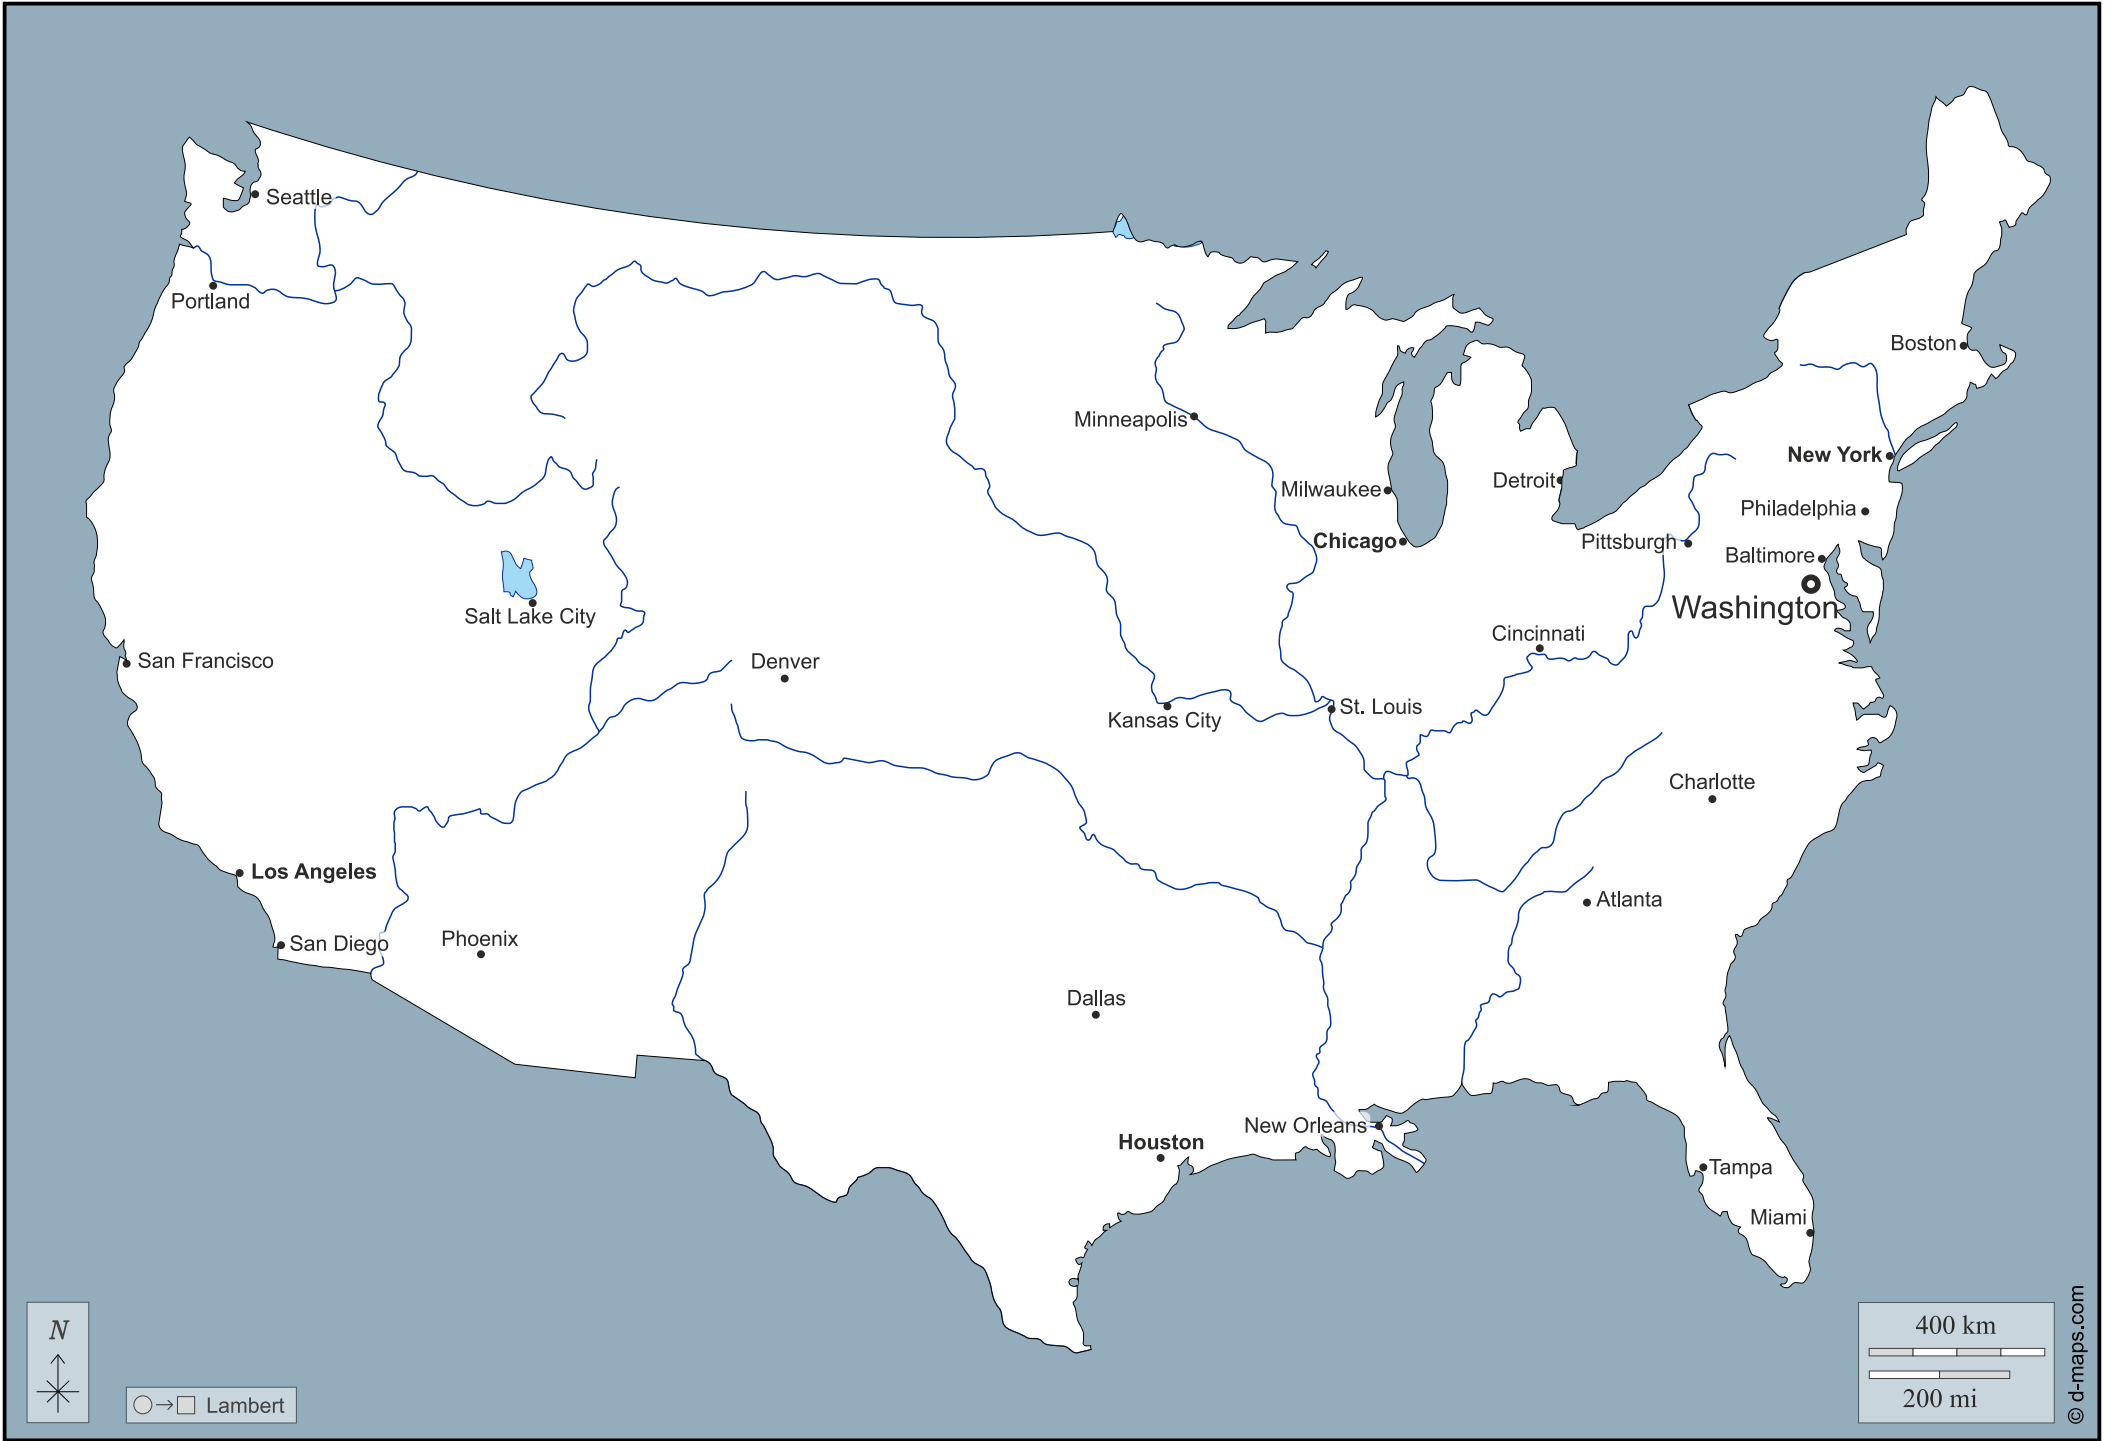 Seattle
Portland
Boston
Minneapolis
New York
Milwaukee
Detroit
Philadelphia
Chicago
Pittsburgh
Baltimore
Washington
Salt Lake City
Cincinnati
San Francisco
Denver
Kansas City
St. Louis
Charlotte
Los Angeles
Atlanta
San Diego
Phoenix
Dallas
New Orleans
Houston
Tampa
Miami
N
Lambert
400 km
200 mi
© d-maps.com